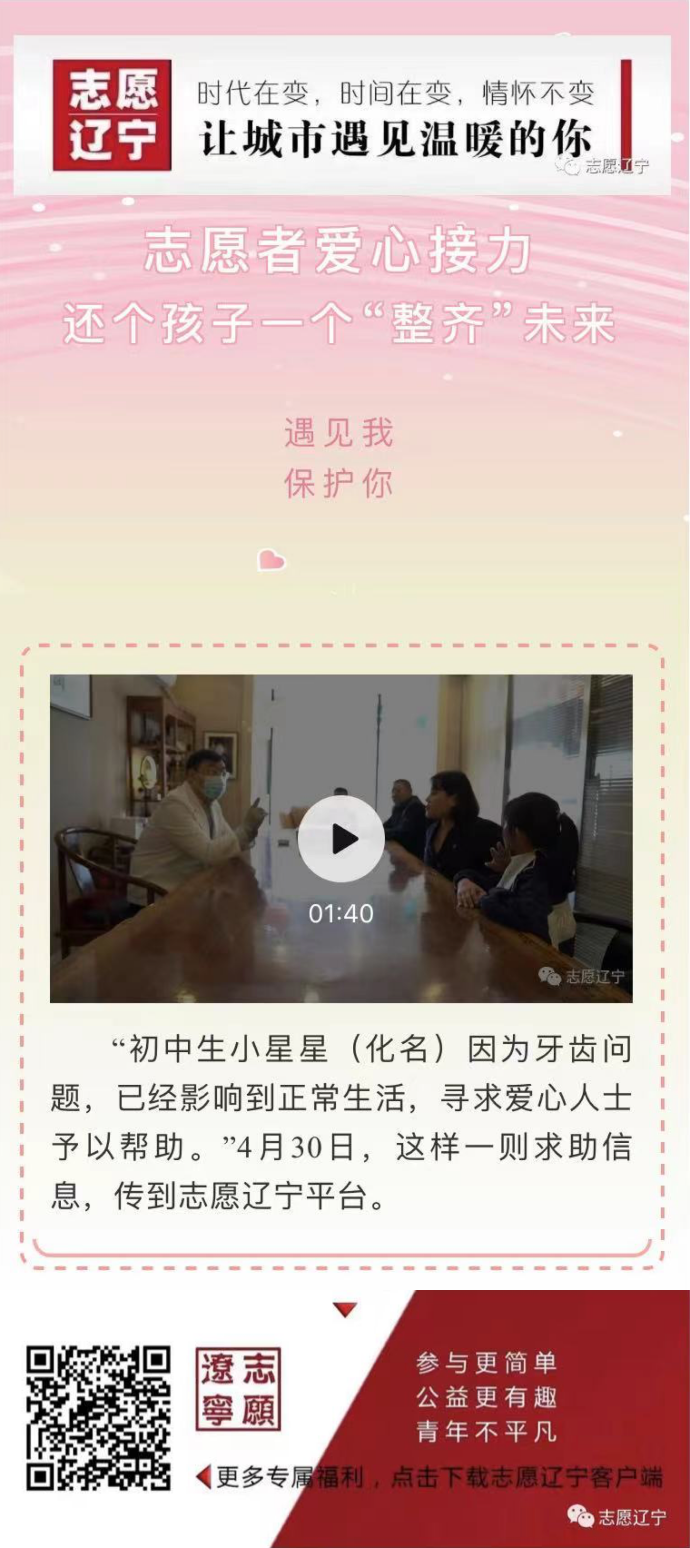 志愿
辽宁
时代在变，时间在变，情怀不变
让城市遇见温暖的你
志愿辽宁
志愿者爱心接力
还个孩子一个“整齐”未来
遇见我
保护你
01:40
志愿辽宁
“初中生小星星（化名）因为牙齿问
题，已经影响到正常生活，寻求爱心人士
予以帮助。”4月30日，这样一则求助信
息，传到志愿辽宁平台。
遼志
寧願
参与更简单
公益更有趣
青年不平凡
更多专属福利，点击下载志愿辽宁客户端
志愿辽宁